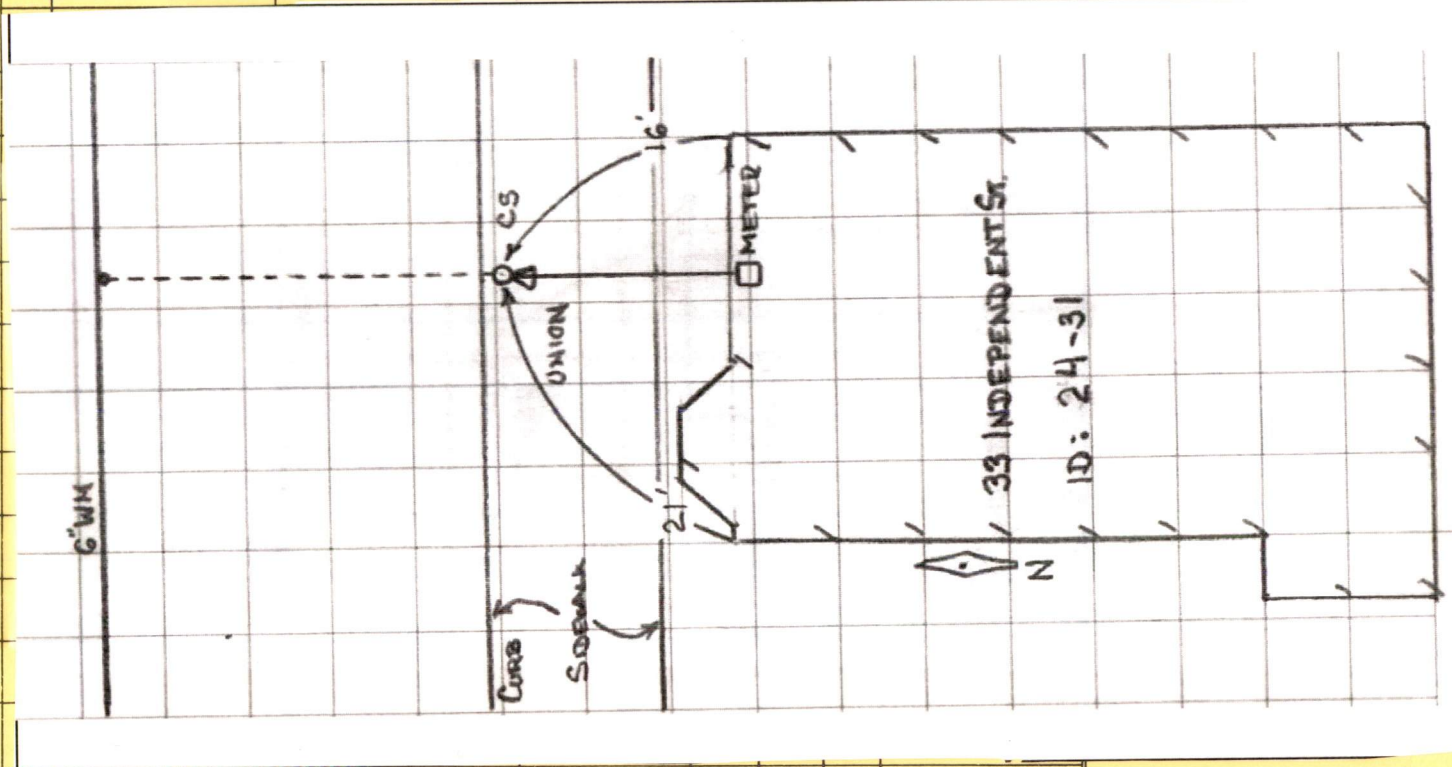 6" WM
CURB
SIDEWALK
UNION
CS
16'
21'
METER
33 INDEPENDENT ST.
ID: 24-31
N